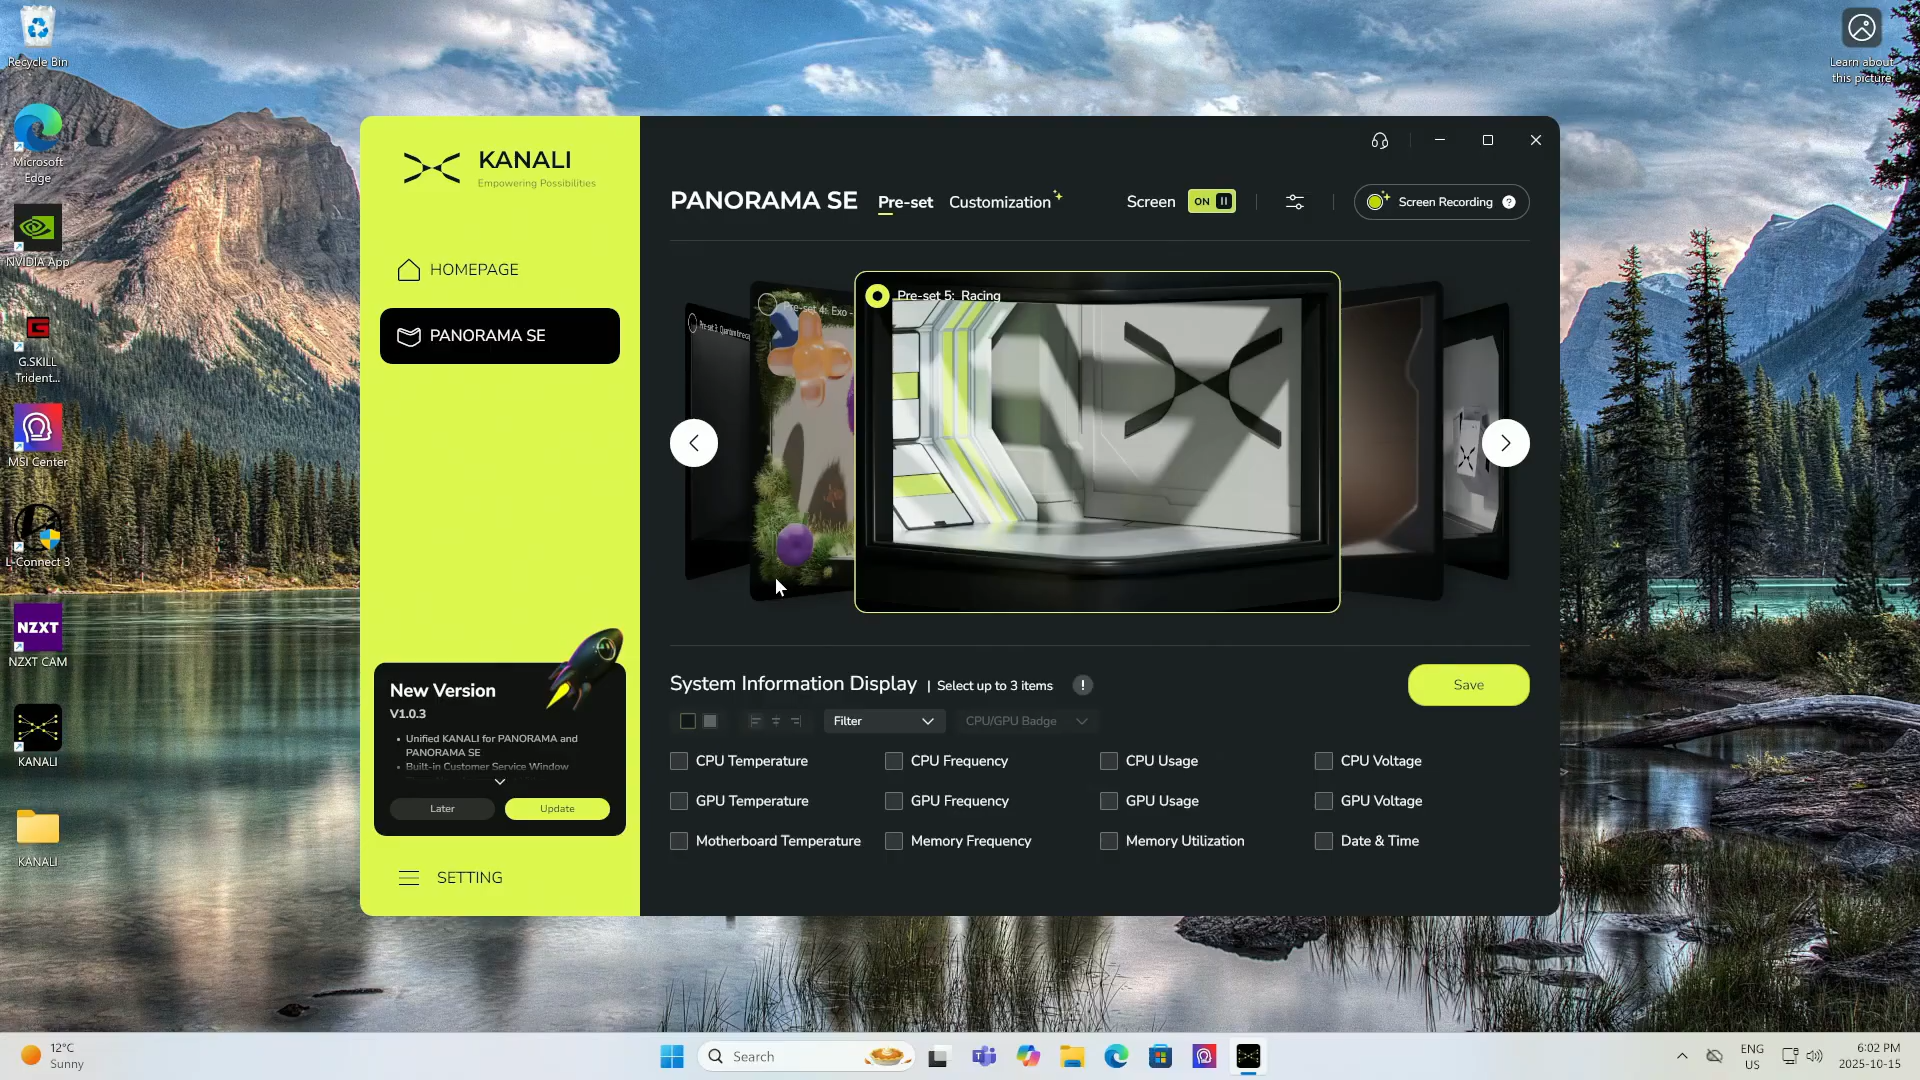 Recycle Bin
Microsoft
Edge
NVIDIA App
G.SKILL
Trident...
MSI Center
L-Connect 3
NZXT
NZXT CAM
KANALI
KANALI
Learn about
this picture
KANALI
Empowering Possibilities
HOMEPAGE
PANORAMA SE
New Version
V1.0.3
• Unified KANALI for PANORAMA and
PANORAMA SE
• Built-in Customer Service Window
Later
Update
SETTING
PANORAMA SE
Pre-set
Customization
Screen
ON
Screen Recording
?
Pre-set 4: Exo -
Pre-set 5: Racing
System Information Display | Select up to 3 items
!
Save
Filter
CPU/GPU Badge
CPU Temperature
CPU Frequency
CPU Usage
CPU Voltage
GPU Temperature
GPU Frequency
GPU Usage
GPU Voltage
Motherboard Temperature
Memory Frequency
Memory Utilization
Date & Time
12°C
Sunny
Search
ENG
US
6:02 PM
2025-10-15